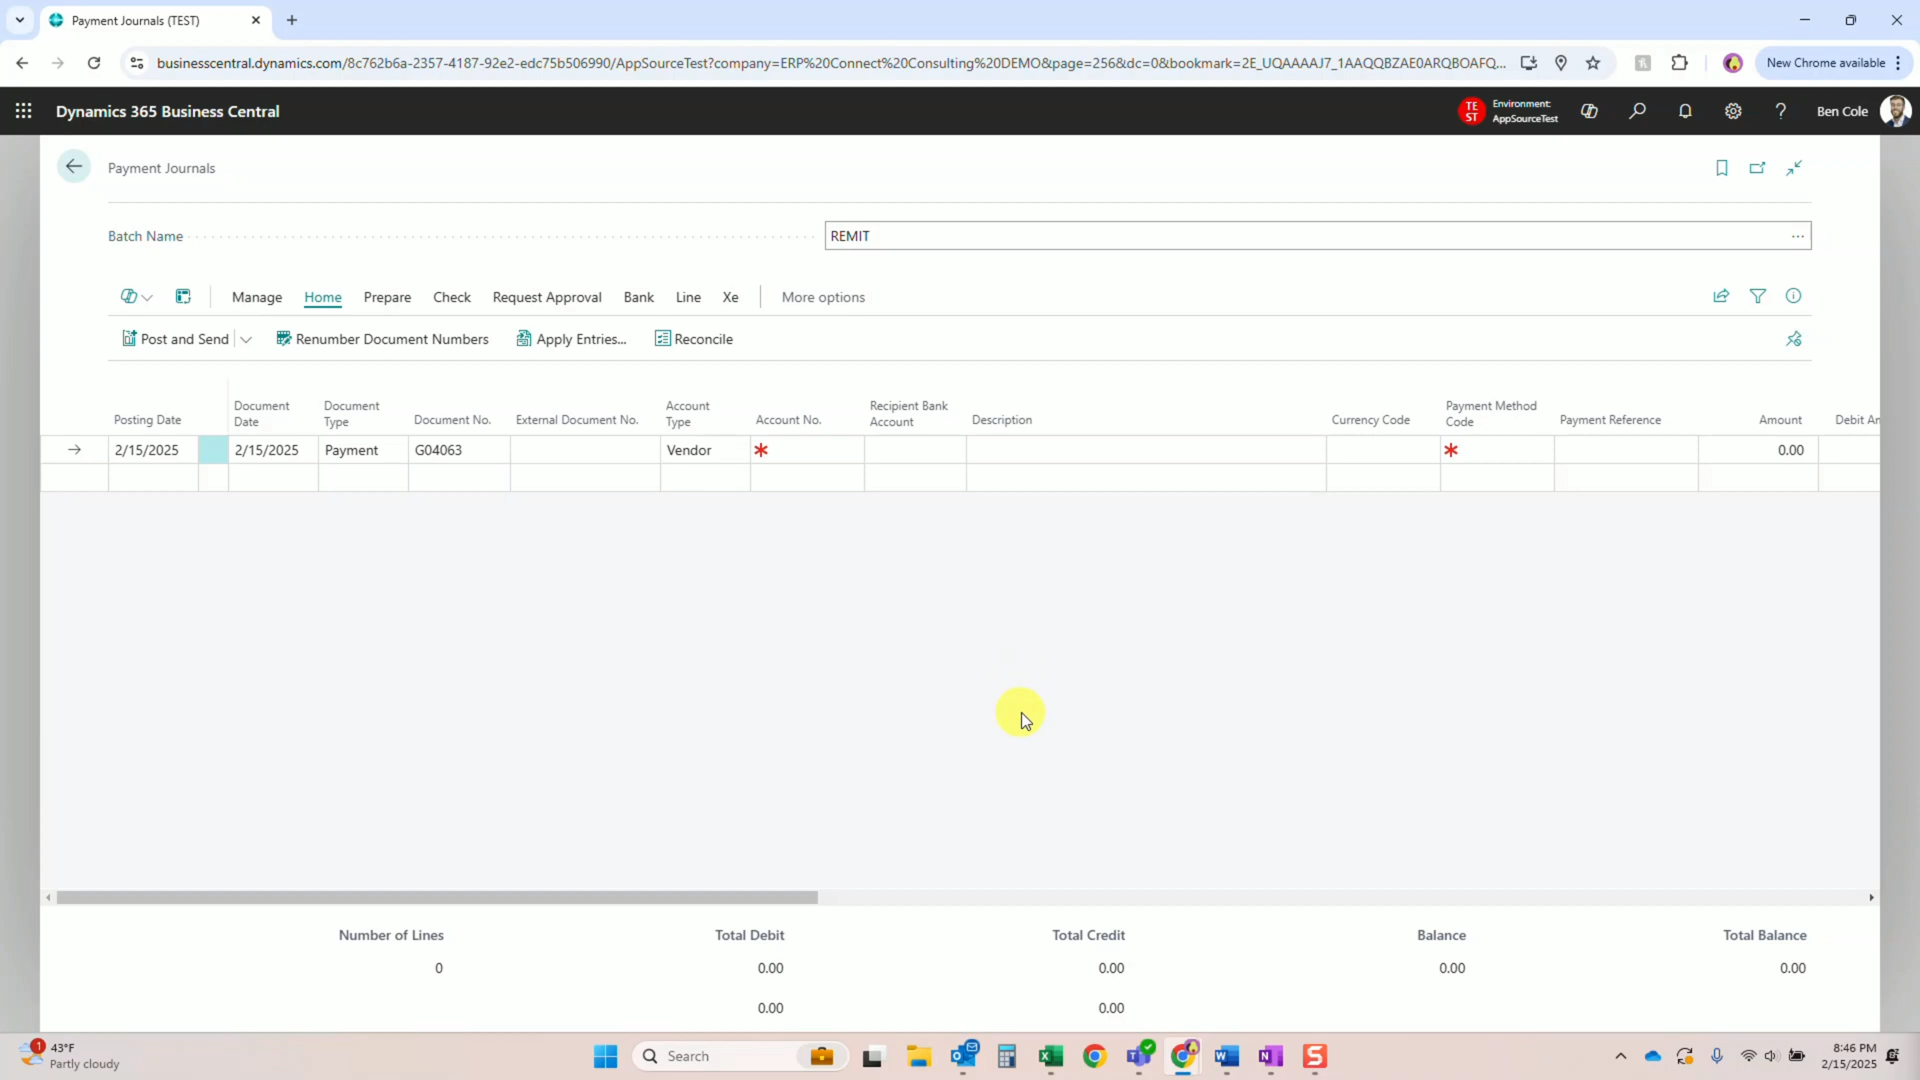 Payment Journals (TEST)
businesscentral.dynamics.com/8c762b6a-2357-4187-92e2-edc75b506990/AppSourceTest?company=ERP%20Connect%20Consulting%20DEMO&page=256&dc=0&bookmark=2E_UQAAAAJ7_1AAQQBZAE0ARQBOAFQ...
New Chrome available
Dynamics 365 Business Central
TE ST
Environment: AppSourceTest
Ben Cole
Payment Journals
Batch Name
REMIT
Manage Home Prepare Check Request Approval Bank Line Xe More options
Post and Send Renumber Document Numbers Apply Entries... Reconcile
Posting Date Document Date Document Type Document No. External Document No. Account Type Account No. Recipient Bank Account Description Currency Code Payment Method Code Payment Reference Amount Debit Am
2/15/2025 2/15/2025 Payment G04063 Vendor * * 0.00
Number of Lines Total Debit Total Credit Balance Total Balance
0 0.00 0.00 0.00 0.00
0.00 0.00
1
43°F
Partly cloudy
Search
8:46 PM
2/15/2025